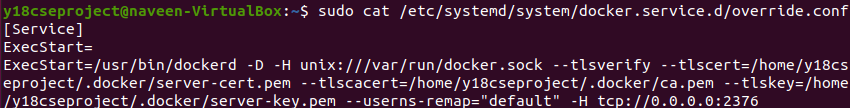 y18cseproject@naveen-VirtualBox:~$ sudo cat /etc/systemd/system/docker.service.d/override.conf
[Service]
ExecStart=
ExecStart=/usr/bin/dockerd -D -H unix:///var/run/docker.sock --tlsverify --tlscert=/home/y18cs
eproject/.docker/server-cert.pem --tlscacert=/home/y18cseproject/.docker/ca.pem --tlskey=/home
/y18cseproject/.docker/server-key.pem --userns-remap="default" -H tcp://0.0.0.0:2376